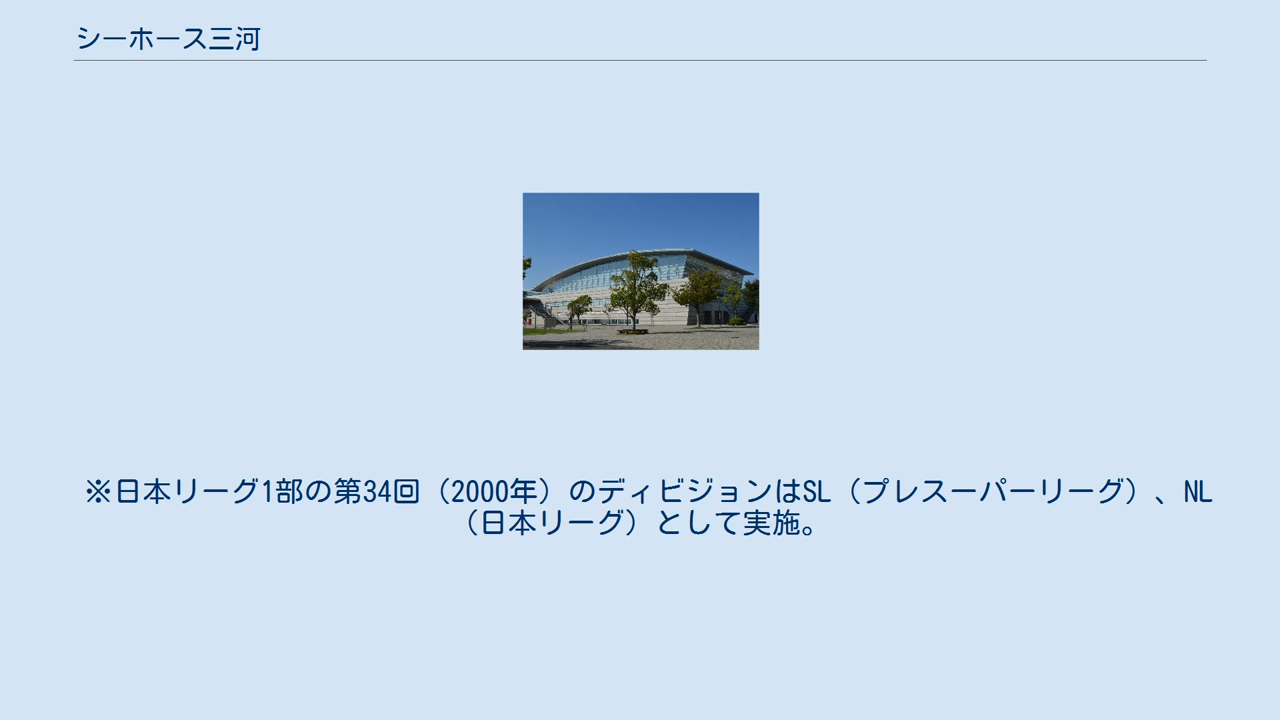 シーホース三河
※日本リーグ1部の第34回（2000年）のディビジョンはSL（プレスーパーリーグ）、NL
（日本リーグ）として実施。